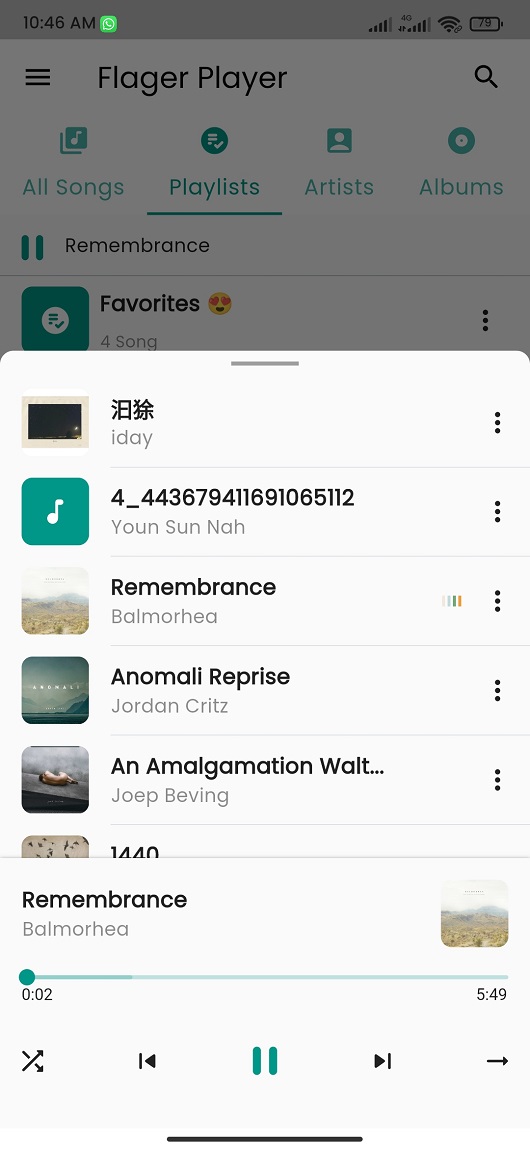 10:46 AM
4G
79
Flager Player
All Songs
Playlists
Artists
Albums
Remembrance
Favorites 😍
4 Song
iday
4_443679411691065112
Youn Sun Nah
Remembrance
Balmorhea
Anomali Reprise
Jordan Critz
An Amalgamation Walt...
Joep Beving
1440
Remembrance
Balmorhea
0:02
5:49